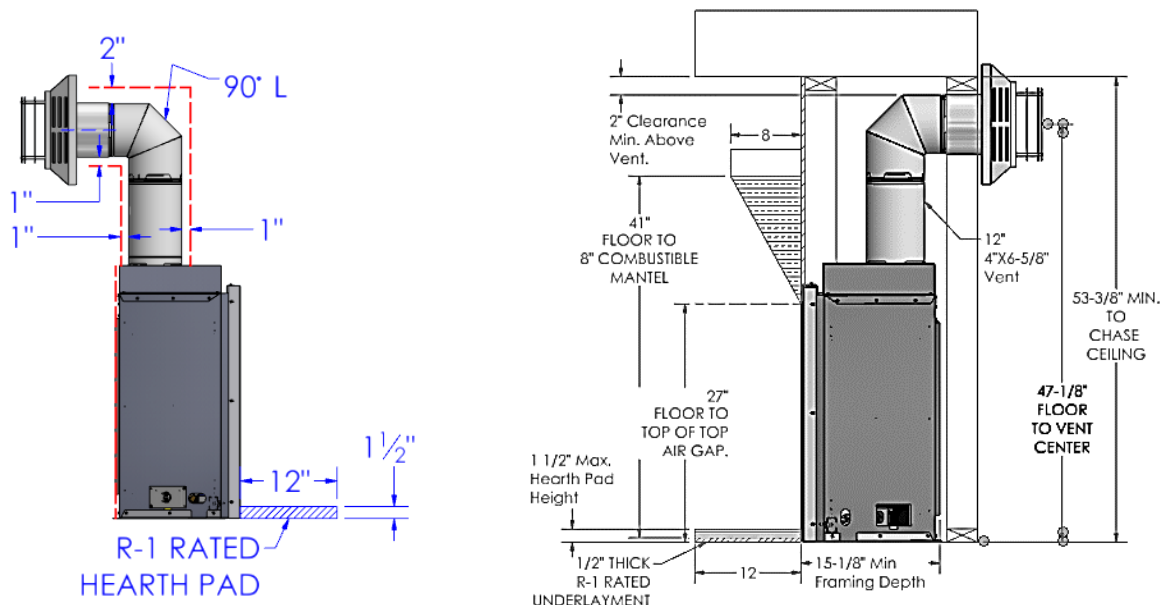 2"
90° L
1"
1"
1"
12"
1 1/2"
R-1 RATED
HEARTH PAD
2" Clearance
Min. Above
Vent.
8
41"
FLOOR TO
8" COMBUSTIBLE
MANTEL
12"
4"X6-5/8"
Vent
53-3/8" MIN.
TO
CHASE
CEILING
27"
FLOOR TO
TOP OF TOP
AIR GAP.
47-1/8"
FLOOR
TO VENT
CENTER
1 1/2" Max.
Hearth Pad
Height
1/2" THICK
R-1 RATED
UNDERLAYMENT
12
15-1/8" Min
Framing Depth